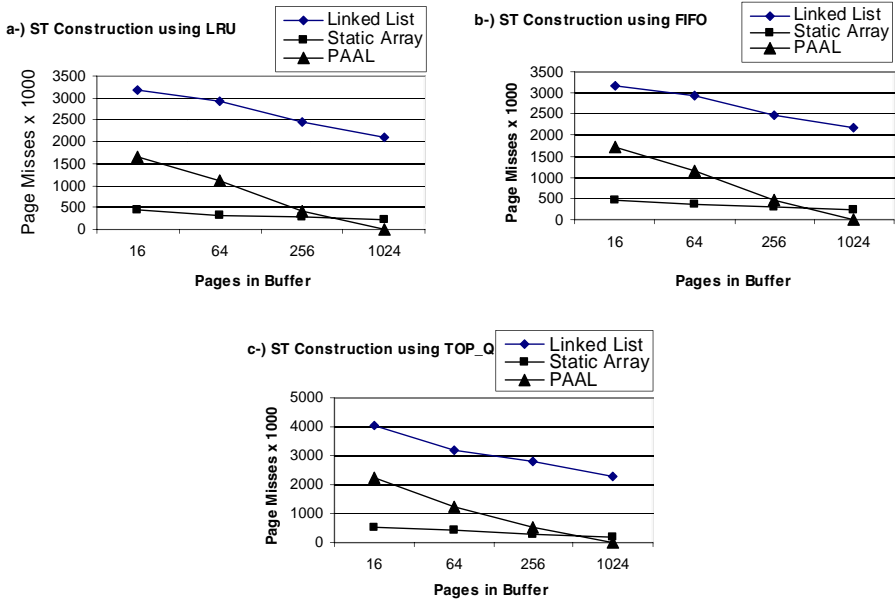 a-) ST Construction using LRU
Linked List
Static Array
PAAL
Page Misses x 1000
3500
3000
2500
2000
1500
1000
500
0
16 64 256 1024
Pages in Buffer
b-) ST Construction using FIFO
Linked List
Static Array
PAAL
Page Misses x 1000
3500
3000
2500
2000
1500
1000
500
0
16 64 256 1024
Pages in Buffer
c-) ST Construction using TOP_Q
Linked List
Static Array
PAAL
Page Misses x 1000
5000
4000
3000
2000
1000
0
16 64 256 1024
Pages in Buffer